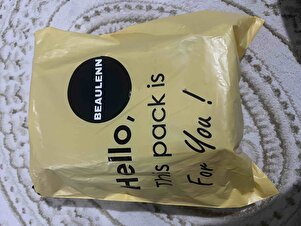 BEAULENN
Hello,
This pack is
For You!